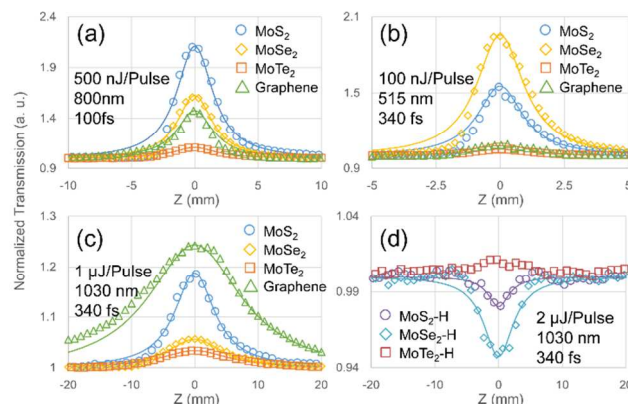 Normalized Transmission (a. u.)
2.4
1.9
1.4
0.9
(a)
500 nJ/Pulse
800nm
100fs
MoS2
MoSe2
MoTe2
Graphene
-10 -5 0 5 10
Z (mm)
2.1
1.5
0.9
(b)
100 nJ/Pulse
515 nm
340 fs
MoS2
MoSe2
MoTe2
Graphene
-5 -2.5 0 2.5 5
Z (mm)
1.3
1.2
1.1
1
(c)
1 μJ/Pulse
1030 nm
340 fs
MoS2
MoSe2
MoTe2
Graphene
-20 -10 0 10 20
Z (mm)
1.04
0.99
0.94
(d)
MoS2-H
MoSe2-H
MoTe2-H
2 μJ/Pulse
1030 nm
340 fs
-20 -10 0 10 20
Z (mm)